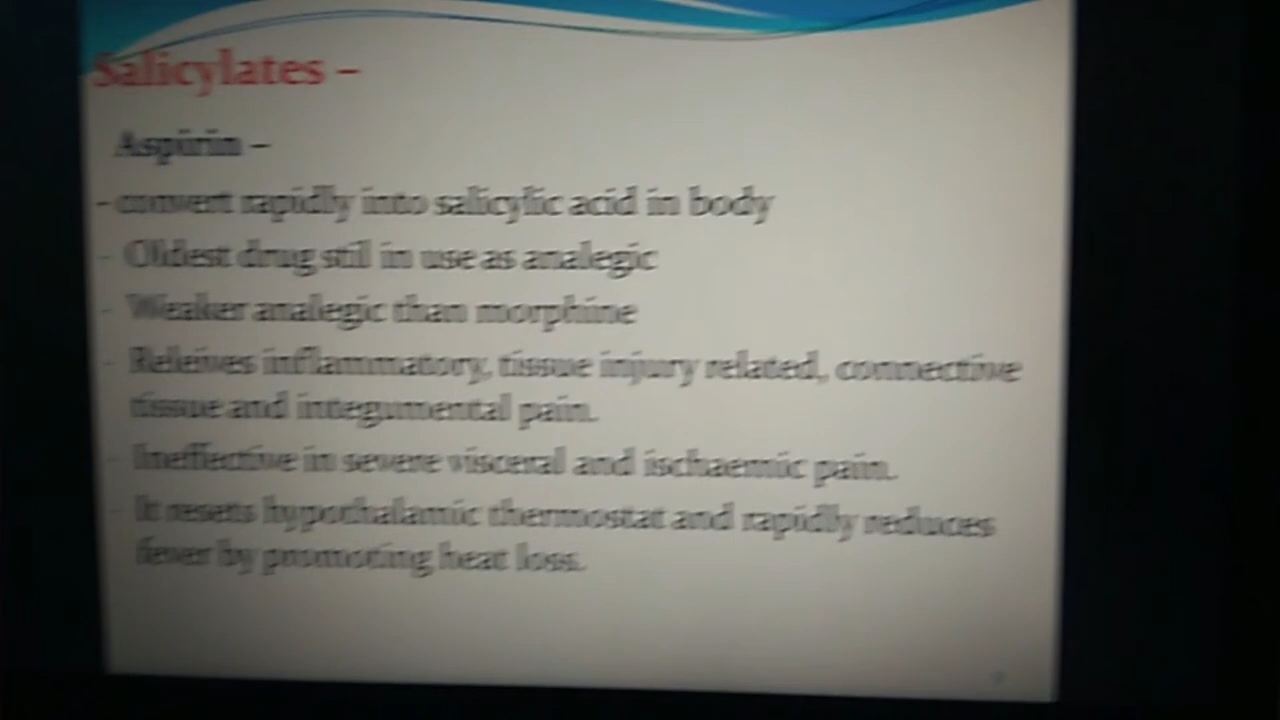 Salicylates –
Aspirin –
- convert rapidly into salicylic acid in body
- Oldest drug still in use as analegic
- Weaker analegic than morphine
- Releives inflammatory, tissue injury related, connective
tissue and integumental pain.
- Ineffective in severe visceral and ischaemic pain.
- It resets hypothalamic thermostat and rapidly reduces
fever by promoting heat loss.